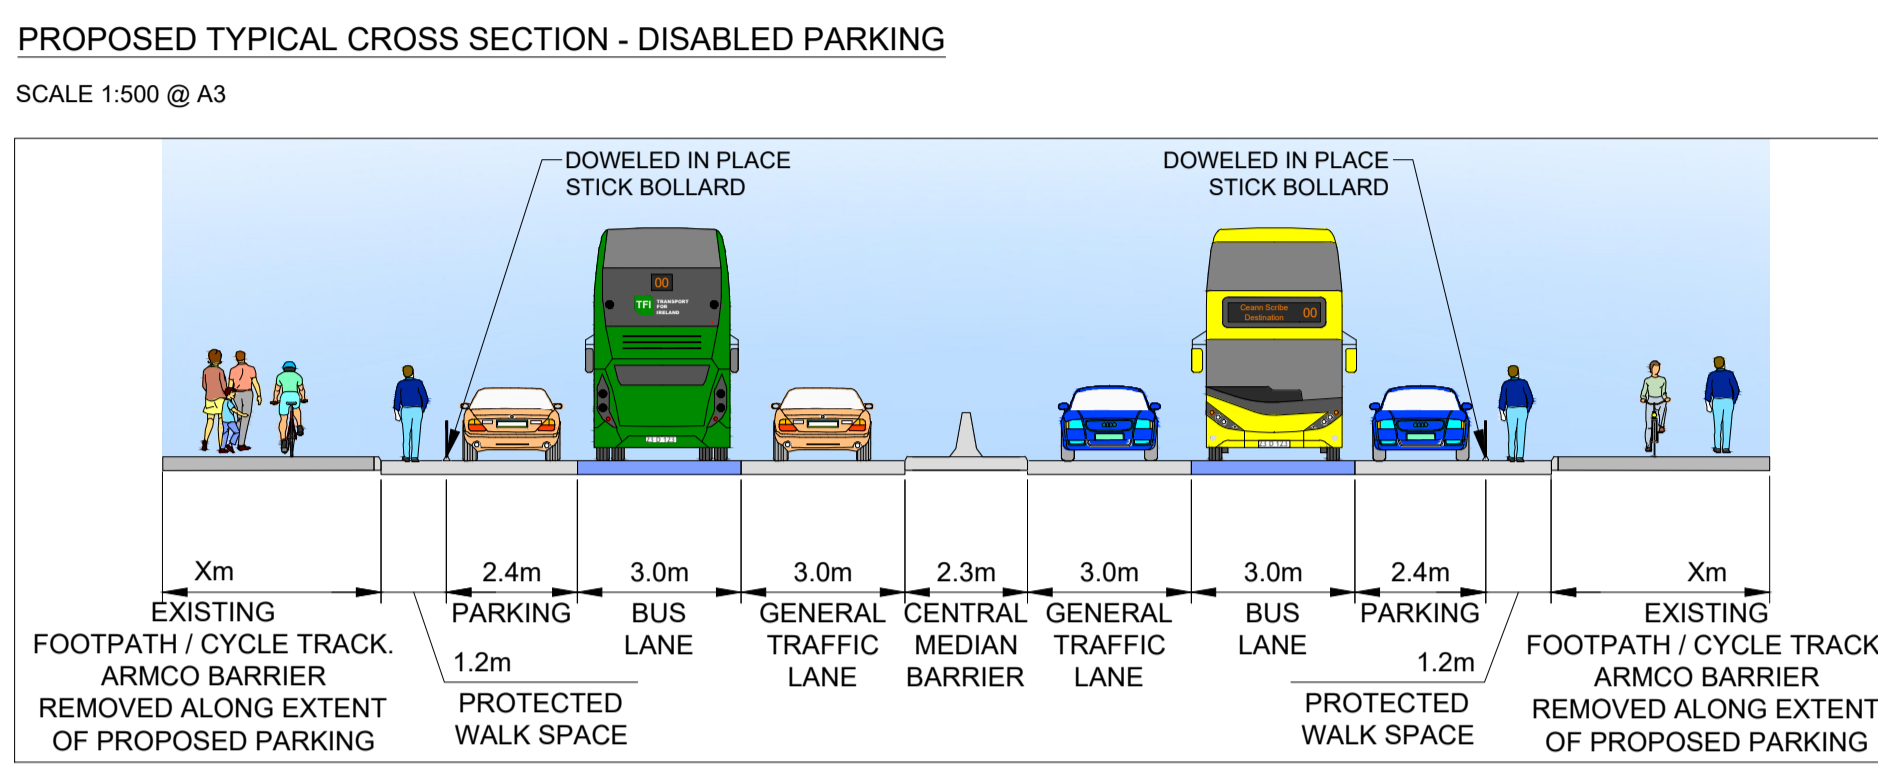 PROPOSED TYPICAL CROSS SECTION - DISABLED PARKING
SCALE 1:500 @ A3
DOWELED IN PLACE
STICK BOLLARD
DOWELED IN PLACE
STICK BOLLARD
00
TFI
TRANSPORT
FOR
IRELAND
23 D 123
Ceann Scríbe
Destination
00
23 D 123
Xm
EXISTING
FOOTPATH / CYCLE TRACK.
ARMCO BARRIER
REMOVED ALONG EXTENT
OF PROPOSED PARKING
1.2m
PROTECTED
WALK SPACE
2.4m
PARKING
3.0m
BUS
LANE
3.0m
GENERAL
TRAFFIC
LANE
2.3m
CENTRAL
MEDIAN
BARRIER
3.0m
GENERAL
TRAFFIC
LANE
3.0m
BUS
LANE
2.4m
PARKING
1.2m
PROTECTED
WALK SPACE
Xm
EXISTING
FOOTPATH / CYCLE TRACK
ARMCO BARRIER
REMOVED ALONG EXTENT
OF PROPOSED PARKING